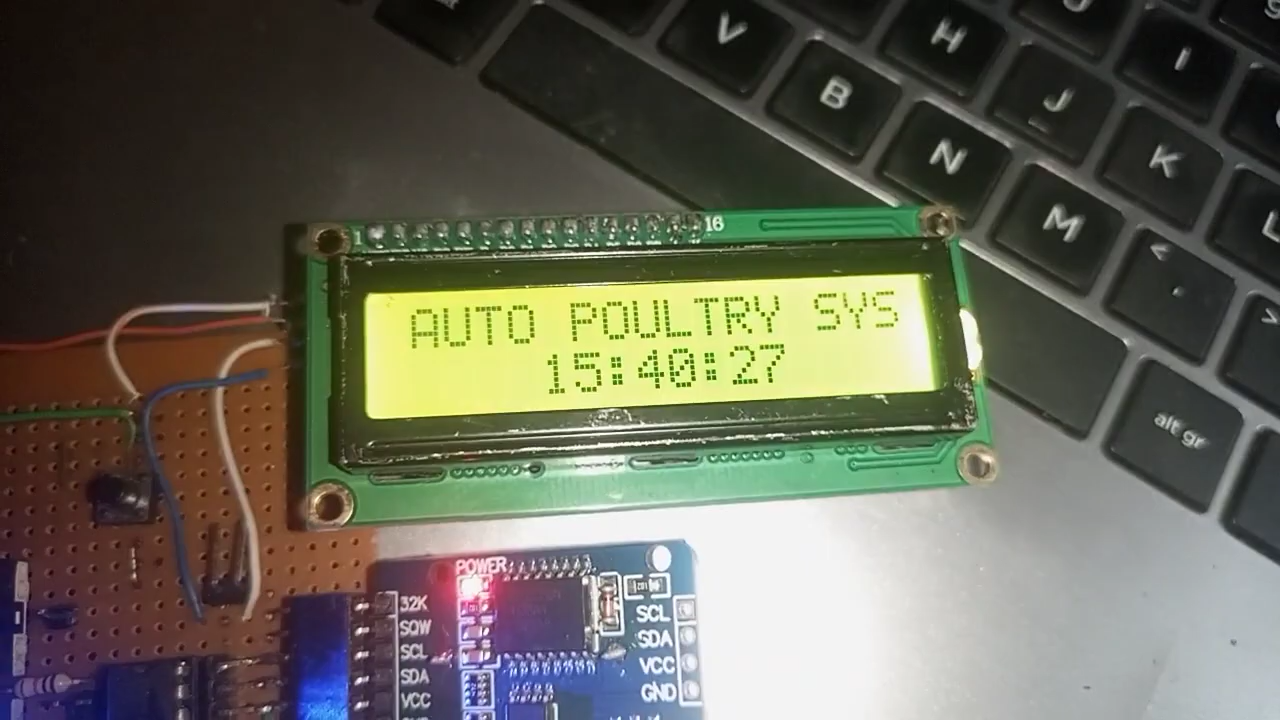 V
H
J
I
B
J
N
K
M
L
<
.
>
alt gr
1
16
AUTO POULTRY SYS
15:40:27
POWER
32K
SQW
SCL
SDA
VCC
SCL
SDA
VCC
GND